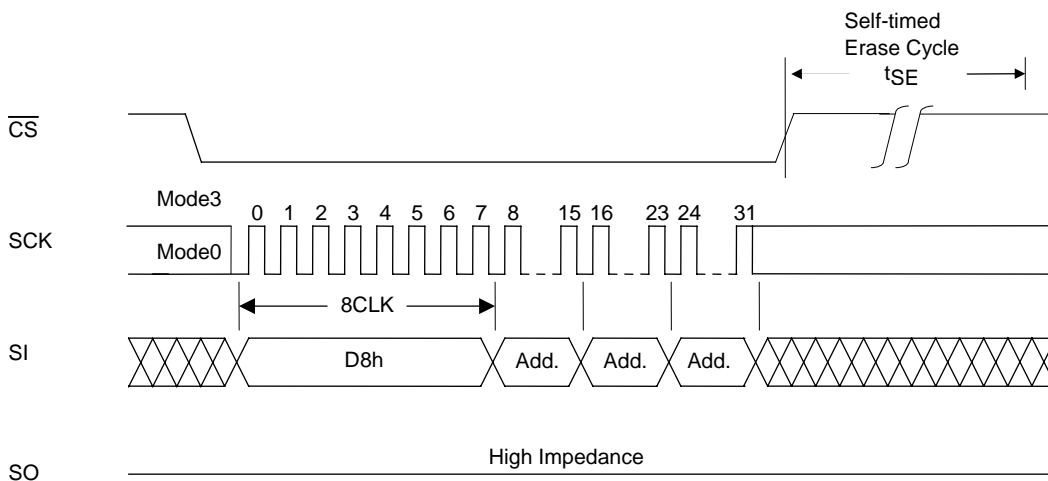 Self-timed
Erase Cycle
tSE
CS
Mode3
0 1 2 3 4 5 6 7 8 15 16 23 24 31
SCK
Mode0
8CLK
SI
D8h Add. Add. Add.
High Impedance
SO